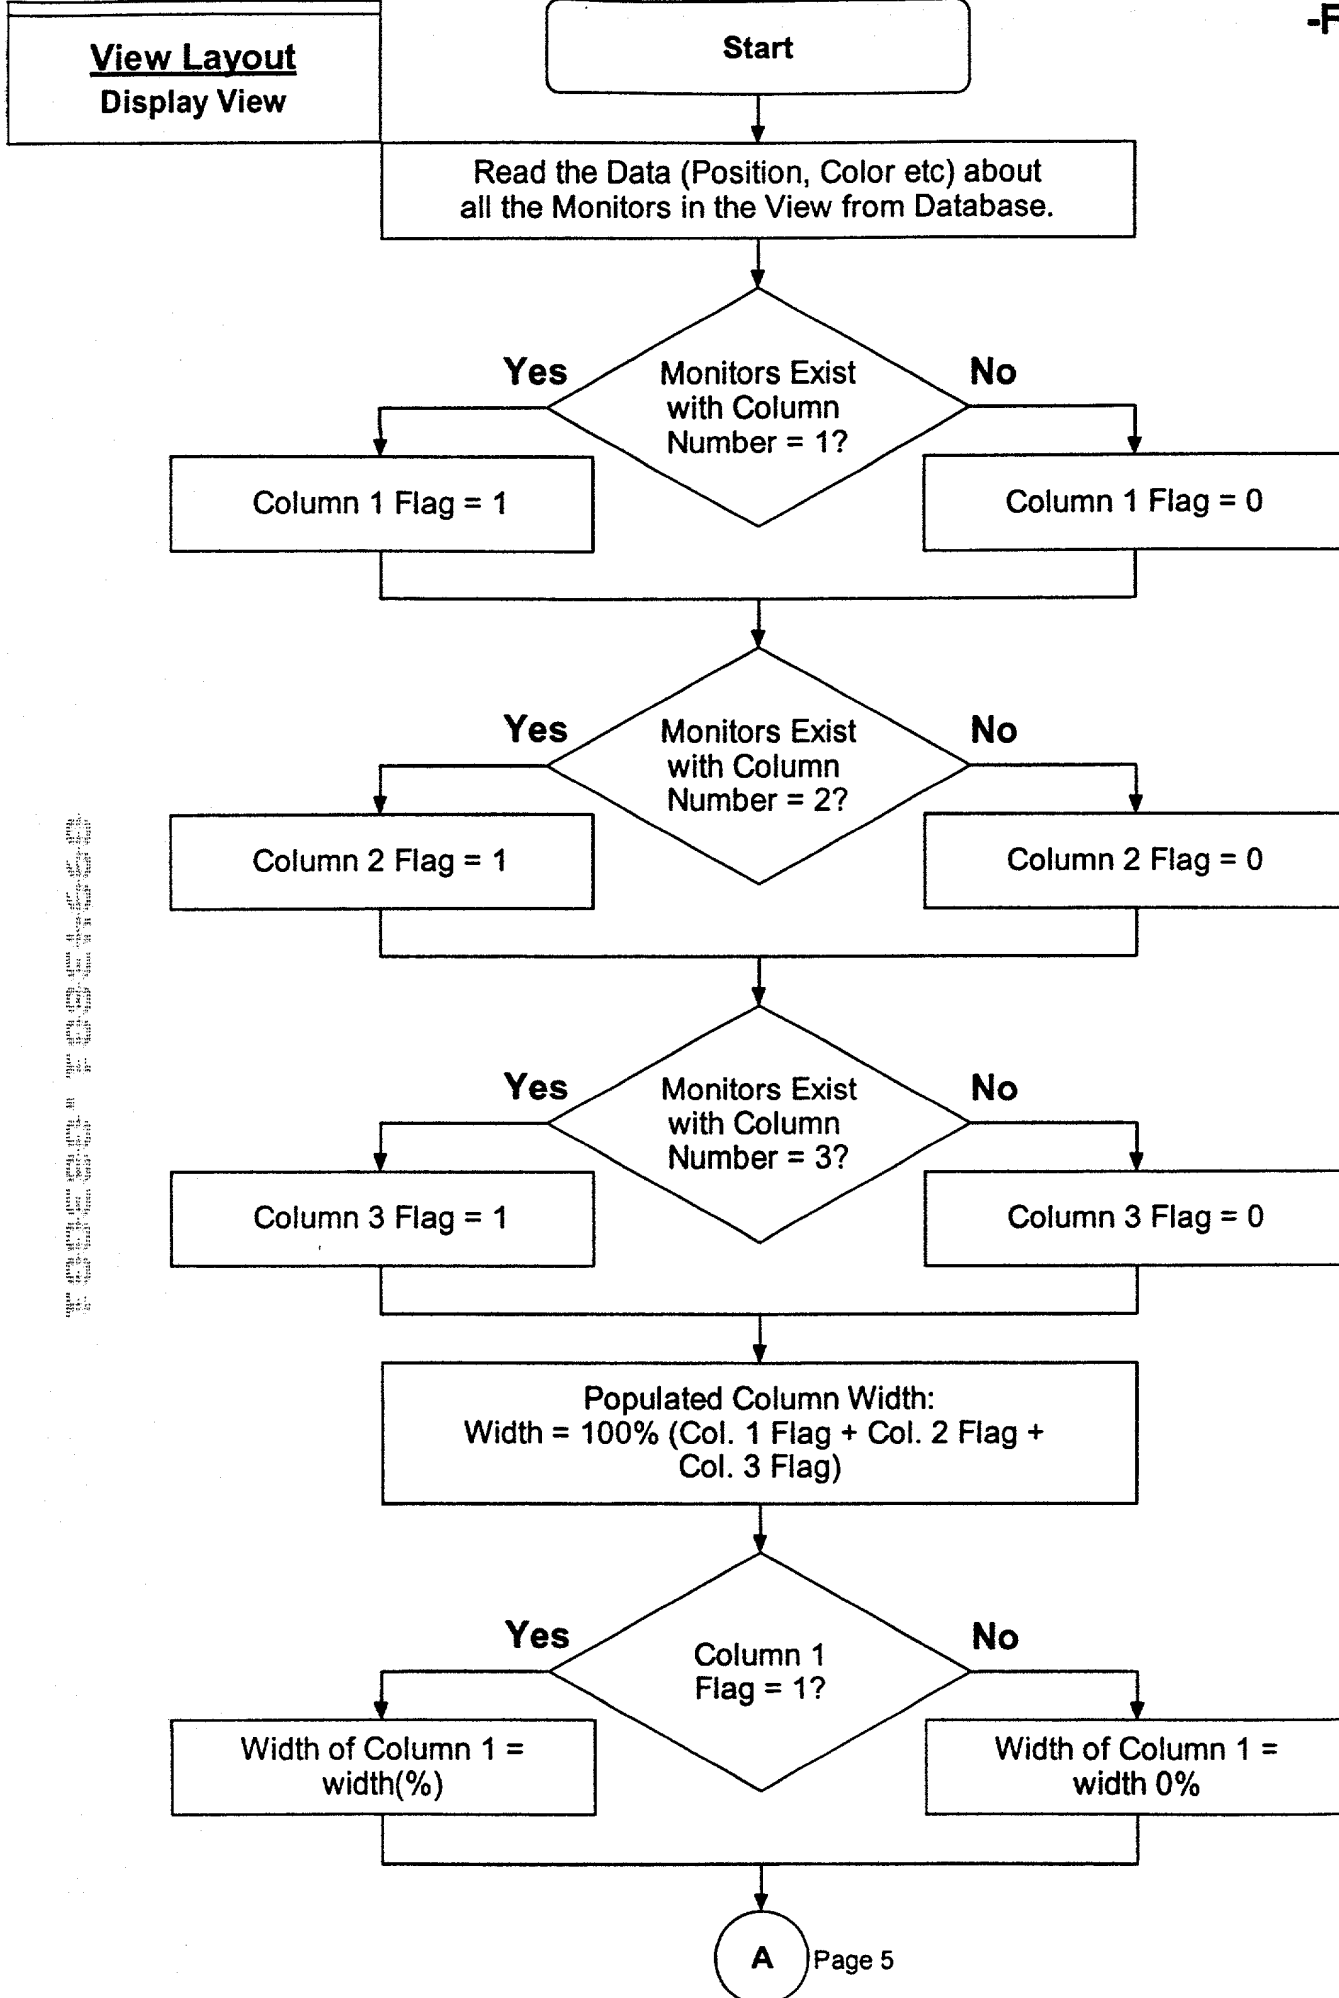 View Layout
Display View
Start
-F
Read the Data (Position, Color etc) about
all the Monitors in the View from Database.
Yes
Monitors Exist
with Column
Number = 1?
No
Column 1 Flag = 1
Column 1 Flag = 0
Yes
Monitors Exist
with Column
Number = 2?
No
Column 2 Flag = 1
Column 2 Flag = 0
Yes
Monitors Exist
with Column
Number = 3?
No
Column 3 Flag = 1
Column 3 Flag = 0
Populated Column Width:
Width = 100% (Col. 1 Flag + Col. 2 Flag +
Col. 3 Flag)
Yes
Column 1
Flag = 1?
No
Width of Column 1 =
width(%)
Width of Column 1 =
width 0%
A
Page 5